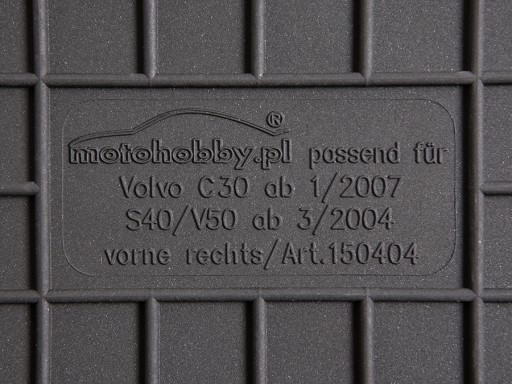 ®
motohobby.pl passend für
Volvo C30 ab 1/2007
S40/V50 ab 3/2004
vorne rechts/Art.150404